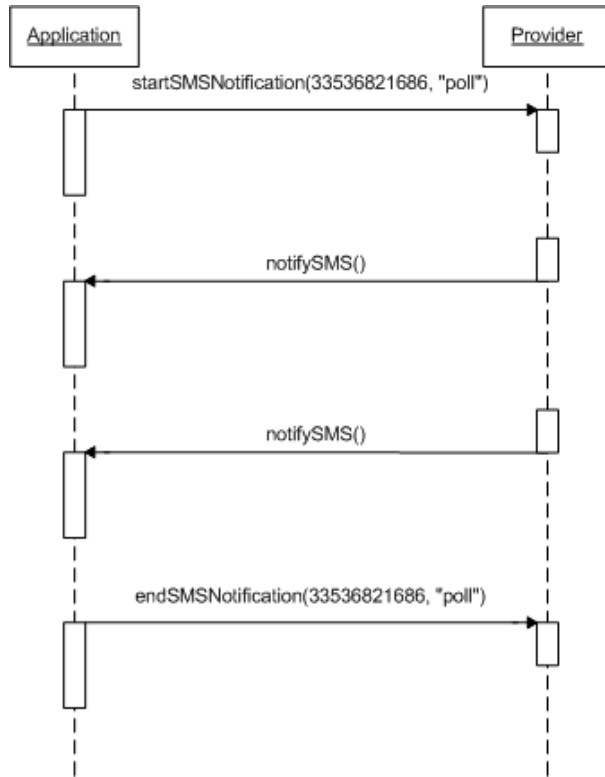 Application
Provider
startSMSNotification(33536821686, "poll")
notifySMS()
notifySMS()
endSMSNotification(33536821686, "poll")